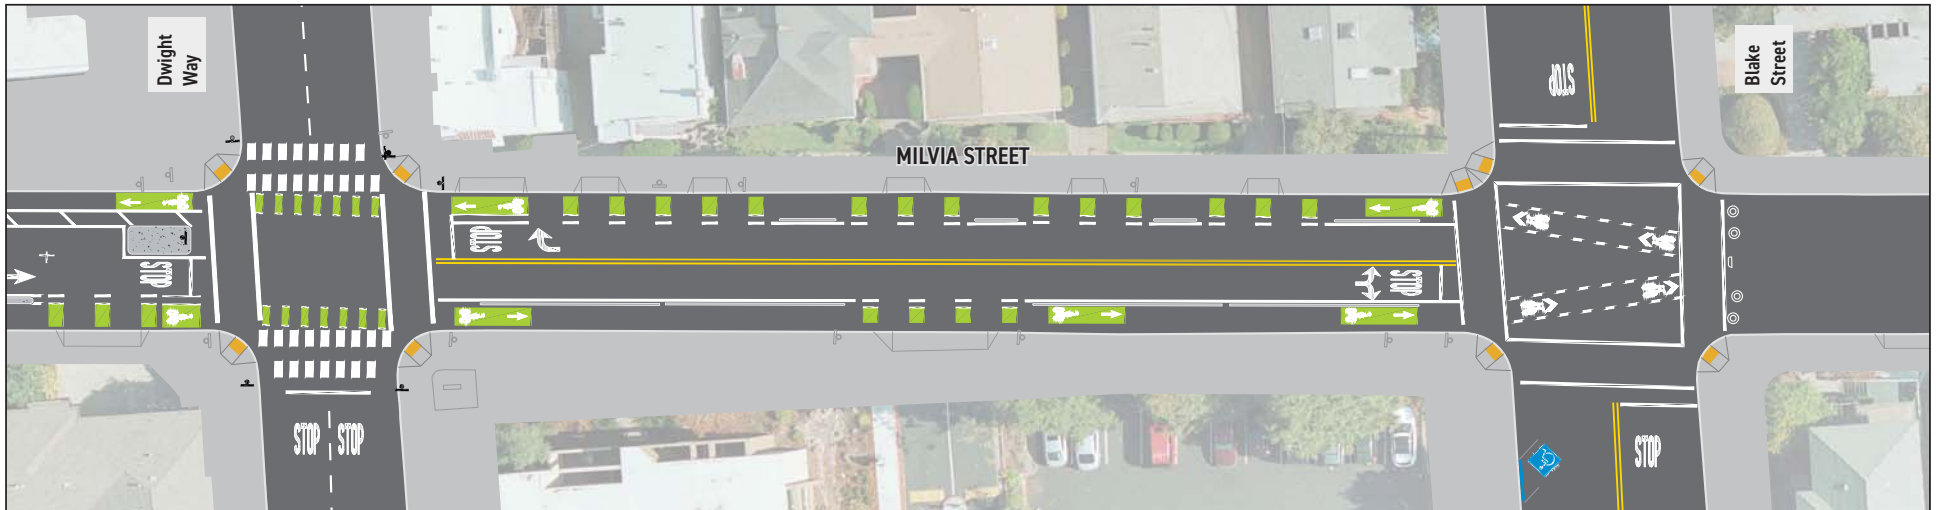 Dwight
Way
Blake
Street
STOP
MILVIA STREET
STOP
STOP
STOP
STOP STOP
STOP